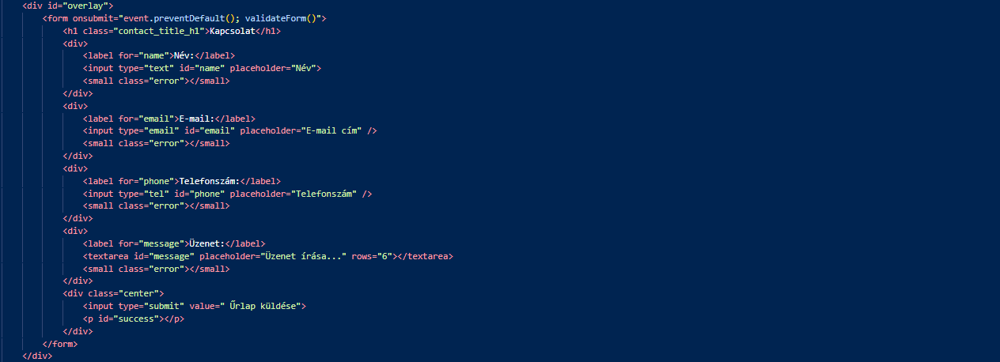 <div id="overlay">
<form onsubmit="event.preventDefault(); validateForm()">
<h1 class="contact_title_h1">Kapcsolat</h1>
<div>
<label for="name">Név:</label>
<input type="text" id="name" placeholder="Név">
<small class="error"></small>
</div>
<div>
<label for="email">E-mail:</label>
<input type="email" id="email" placeholder="E-mail cím" />
<small class="error"></small>
</div>
<div>
<label for="phone">Telefonszám:</label>
<input type="tel" id="phone" placeholder="Telefonszám" />
<small class="error"></small>
</div>
<div>
<label for="message">Üzenet:</label>
<textarea id="message" placeholder="Üzenet írása..." rows="6"></textarea>
<small class="error"></small>
</div>
<div class="center">
<input type="submit" value=" Űrlap küldése">
<p id="success"></p>
</div>
</form>
</div>